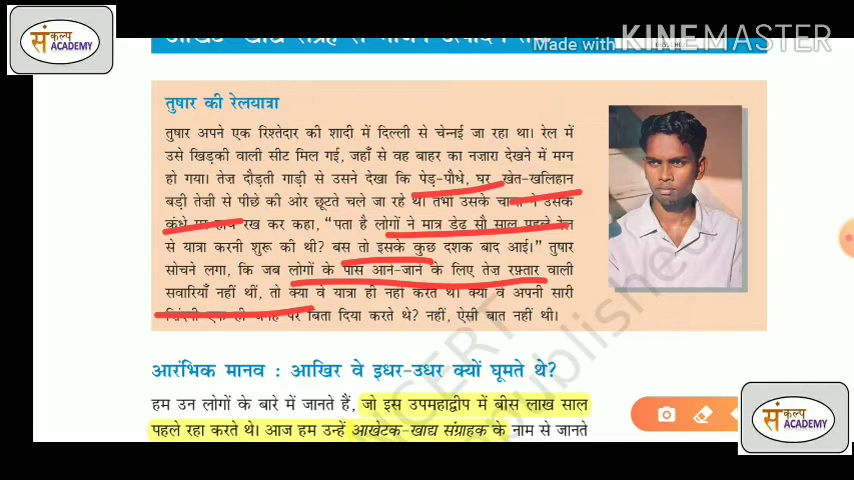 संकल्प
ACADEMY
Made with KINEMASTER
तुषार की रेलयात्रा
तुषार अपने एक रिश्तेदार की शादी में दिल्ली से चेन्नई जा रहा था। रेल में
उसे खिड़की वाली सीट मिल गई, जहाँ से वह बाहर का नज़ारा देखने में मग्न
हो गया। तेज दौड़ती गाड़ी से उसने देखा कि पेड़-पौधे, घर खेत-खलिहान
बड़ी तेज़ी से पीछे की ओर छूटते चले जा रहे थे। तभी उसके चाचा ने उसके
कंधे पर हाथ रख कर कहा, “पता है लोगों ने मात्र डेढ़ सौ साल पहले रेल
से यात्रा करनी शुरू की थी? बस तो इसके कुछ दशक बाद आई।” तुषार
सोचने लगा, कि जब लोगों के पास आने-जाने के लिए तेज रफ़्तार वाली
सवारियाँ नहीं थीं, तो क्या वे यात्रा ही नहीं करते थे। क्या वे अपनी सारी
पर बिता दिया करते थे? नहीं, ऐसी बात नहीं थी।
आरंभिक मानव : आखिर वे इधर-उधर क्यों घूमते थे?
हम उन लोगों के बारे में जानते हैं, जो इस उपमहाद्वीप में बीस लाख साल
पहले रहा करते थे। आज हम उन्हें आखेटक-खाद्य संग्राहक के नाम से जानते
संकल्प
ACADEMY